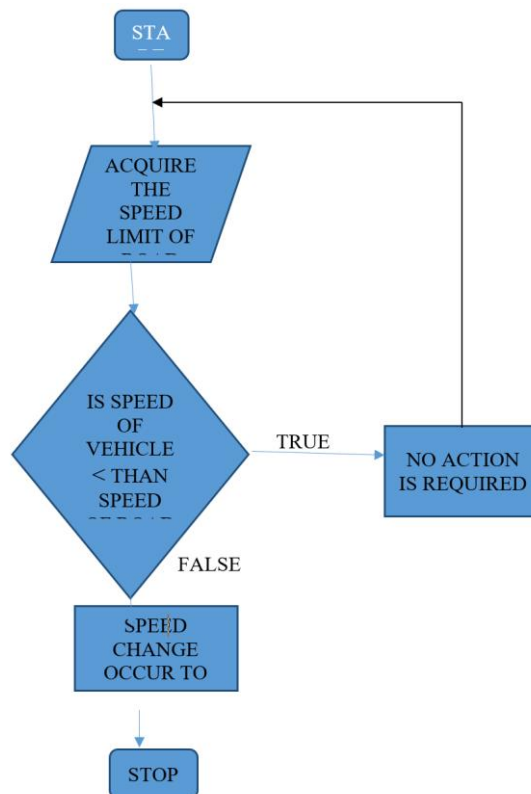 STA
ACQUIRE
THE
SPEED
LIMIT OF
IS SPEED
OF
VEHICLE
< THAN
SPEED
TRUE
NO ACTION
IS REQUIRED
FALSE
SPEED
CHANGE
OCCUR TO
STOP